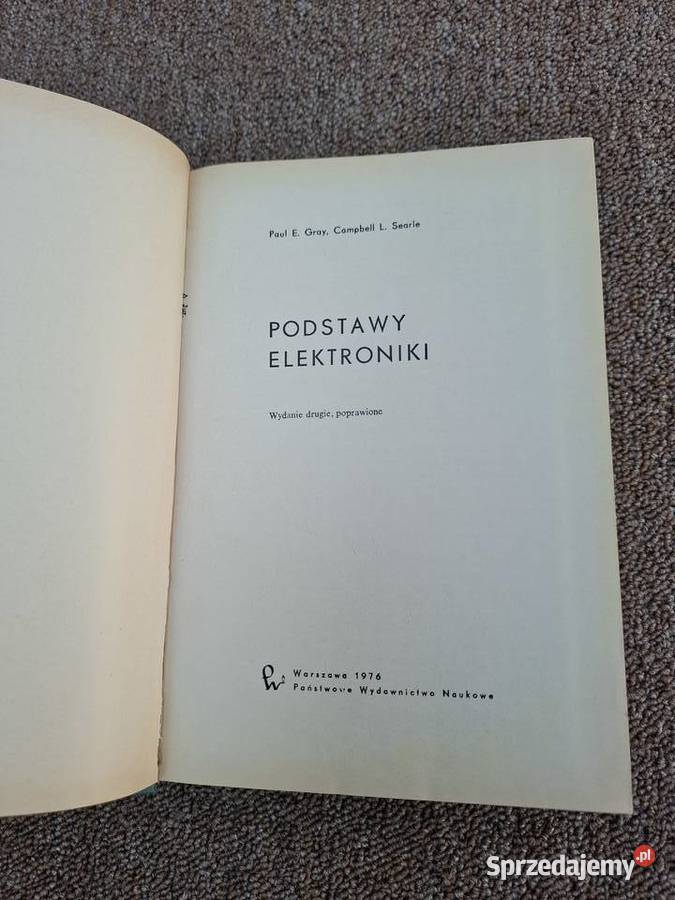 Paul E. Gray, Campbell L. Searle
PODSTAWY
ELEKTRONIKI
Wydanie drugie, poprawione
Warszawa 1976
Państwowe Wydawnictwo Naukowe
Sprzedajemy.pl